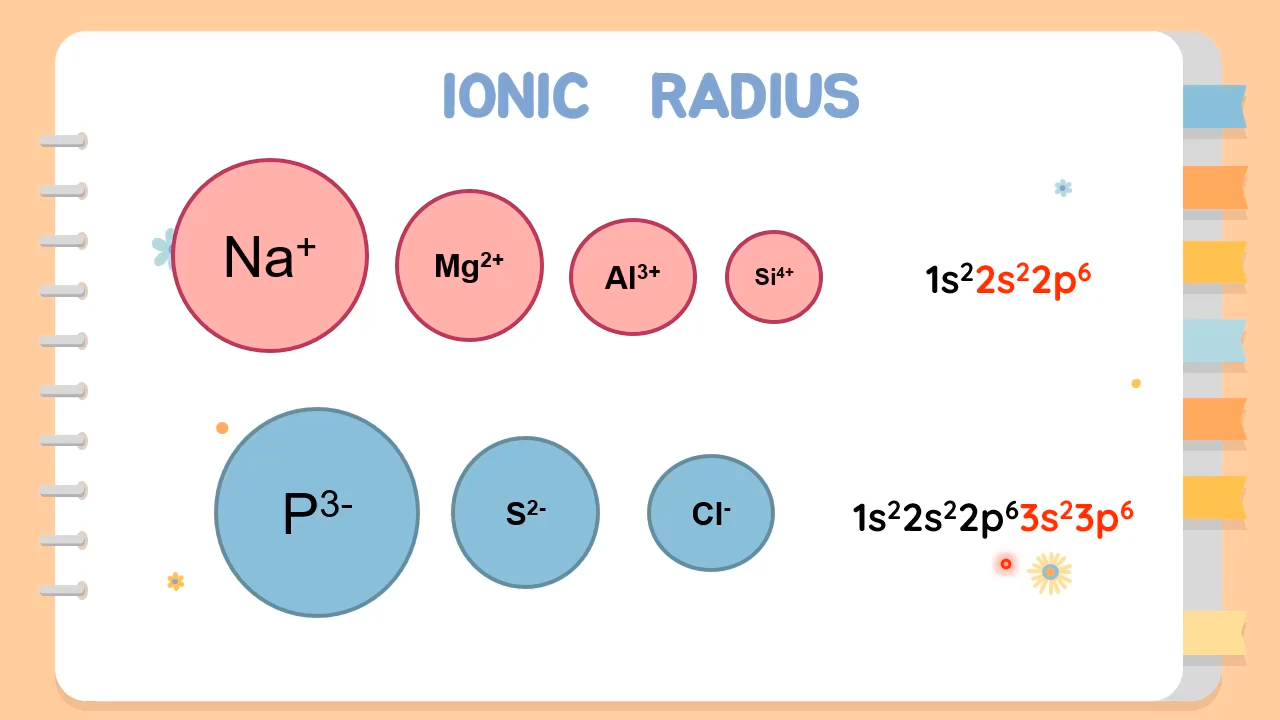 IONIC RADIUS
Na⁺ Mg²⁺ Al³⁺ Si⁴⁺ 1s²2s²2p⁶
P³⁻ S²⁻ Cl⁻ 1s²2s²2p⁶3s²3p⁶